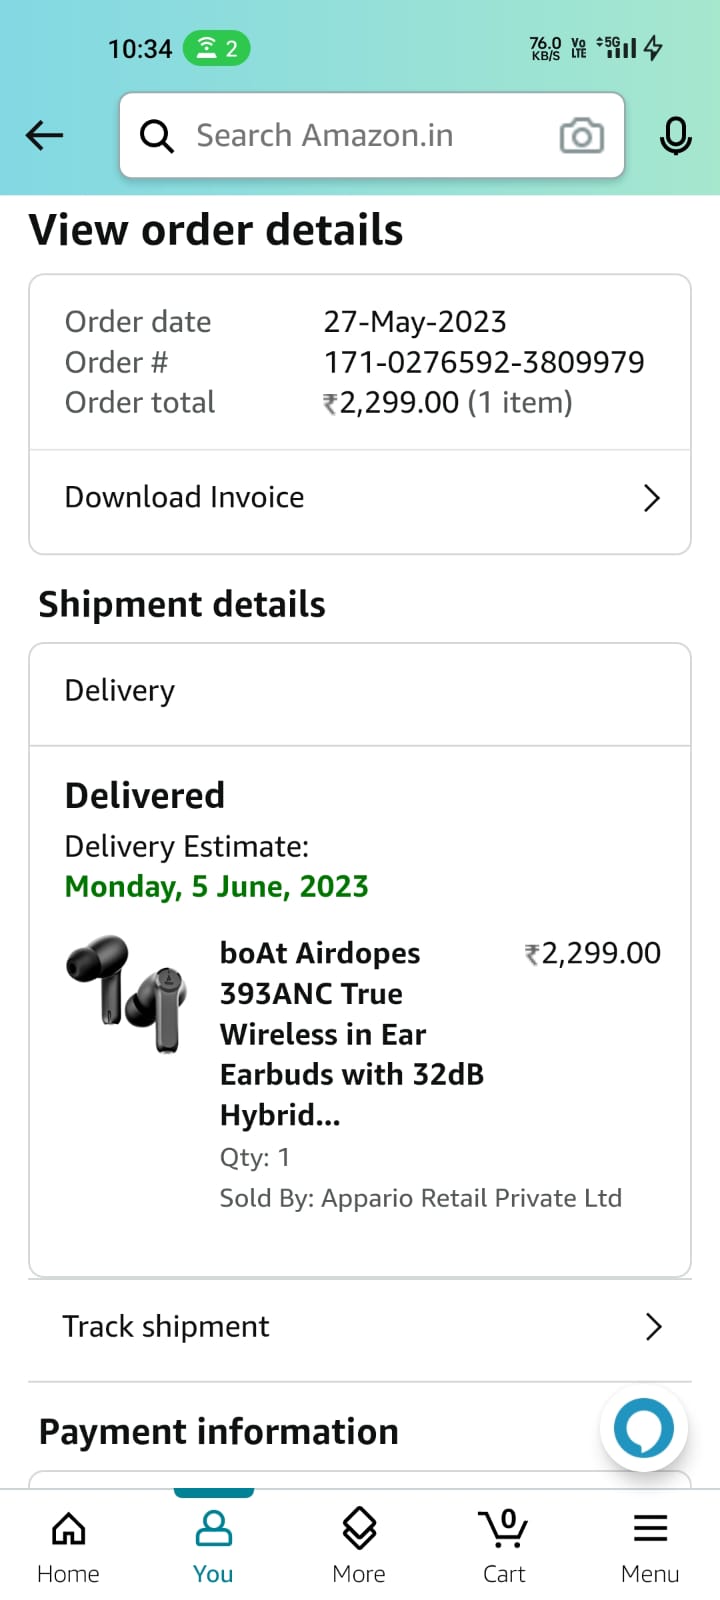 10:34
2
76.0 KB/S
Vo LTE
5G
Search Amazon.in
View order details
Order date 27-May-2023
Order # 171-0276592-3809979
Order total ₹2,299.00 (1 item)
Download Invoice
Shipment details
Delivery
Delivered
Delivery Estimate:
Monday, 5 June, 2023
boAt Airdopes ₹2,299.00
393ANC True
Wireless in Ear
Earbuds with 32dB
Hybrid...
Qty: 1
Sold By: Appario Retail Private Ltd
Track shipment
Payment information
0
Home You More Cart Menu